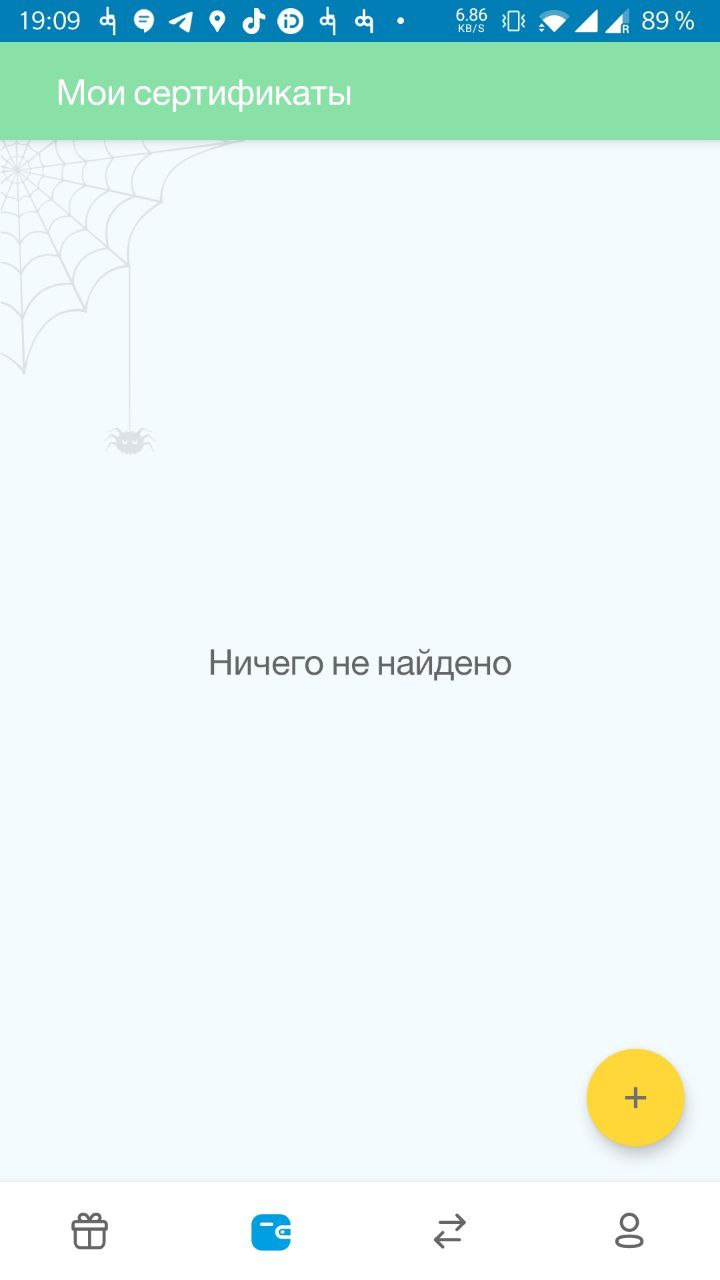 19:09 6.86 KB/S R 89 %
Мои сертификаты
Ничего не найдено
+